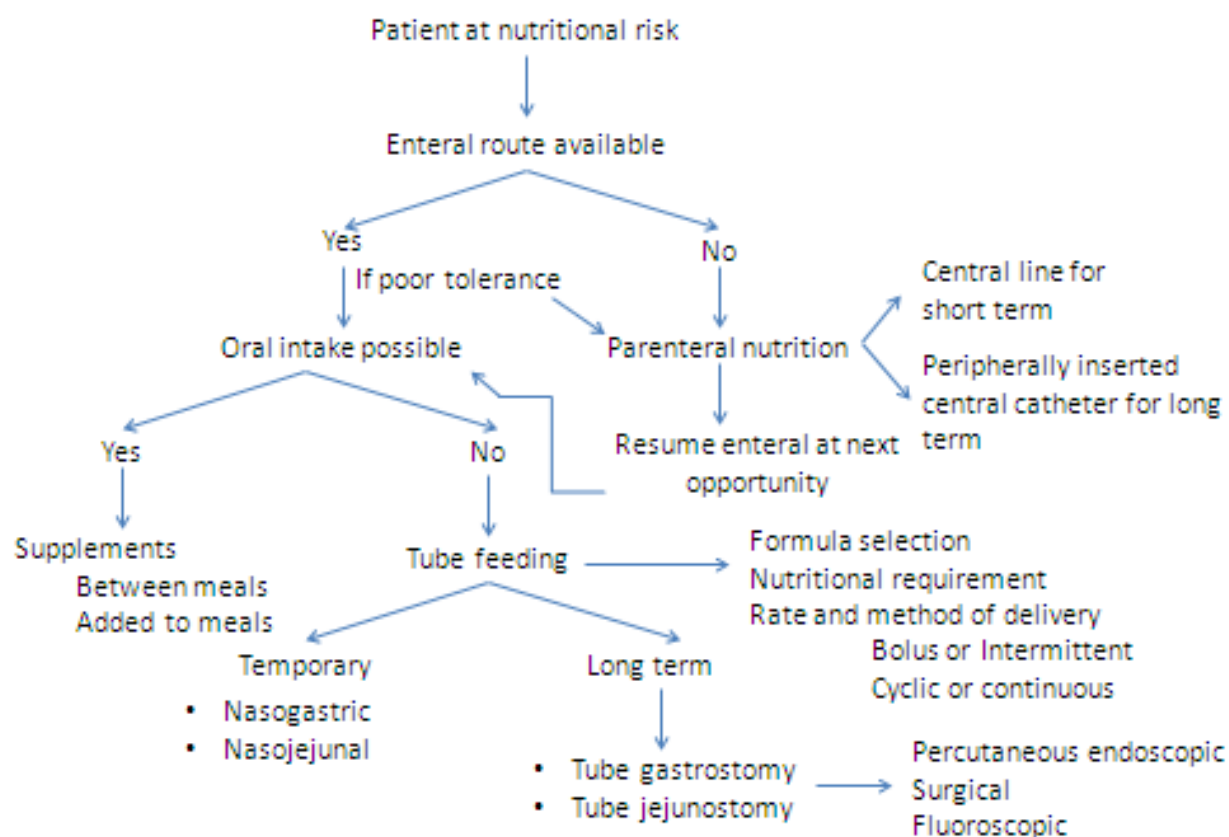 Patient at nutritional risk
Enteral route available
Yes
No
If poor tolerance
Central line for
short term
Oral intake possible
Parenteral nutrition
Peripherally inserted
central catheter for long
term
Yes
No
Resume enteral at next
opportunity
Supplements
Between meals
Added to meals
Tube feeding
Formula selection
Nutritional requirement
Rate and method of delivery
Bolus or Intermittent
Cyclic or continuous
Temporary
• Nasogastric
• Nasojejunal
Long term
• Tube gastrostomy
• Tube jejunostomy
Percutaneous endoscopic
Surgical
Fluoroscopic